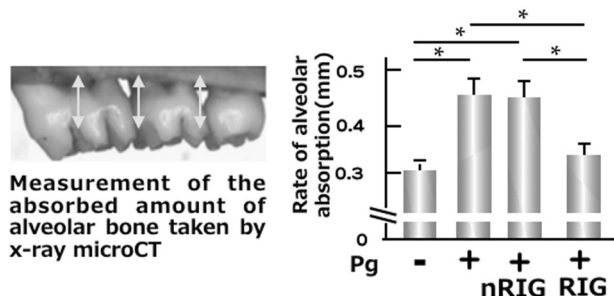 Measurement of the
absorbed amount of
alveolar bone taken by
x-ray microCT
Rate of alveolar
absorption(mm)
0.5
0.4
0.3
0
*
*
*
*
Pg - + + +
nRIG RIG